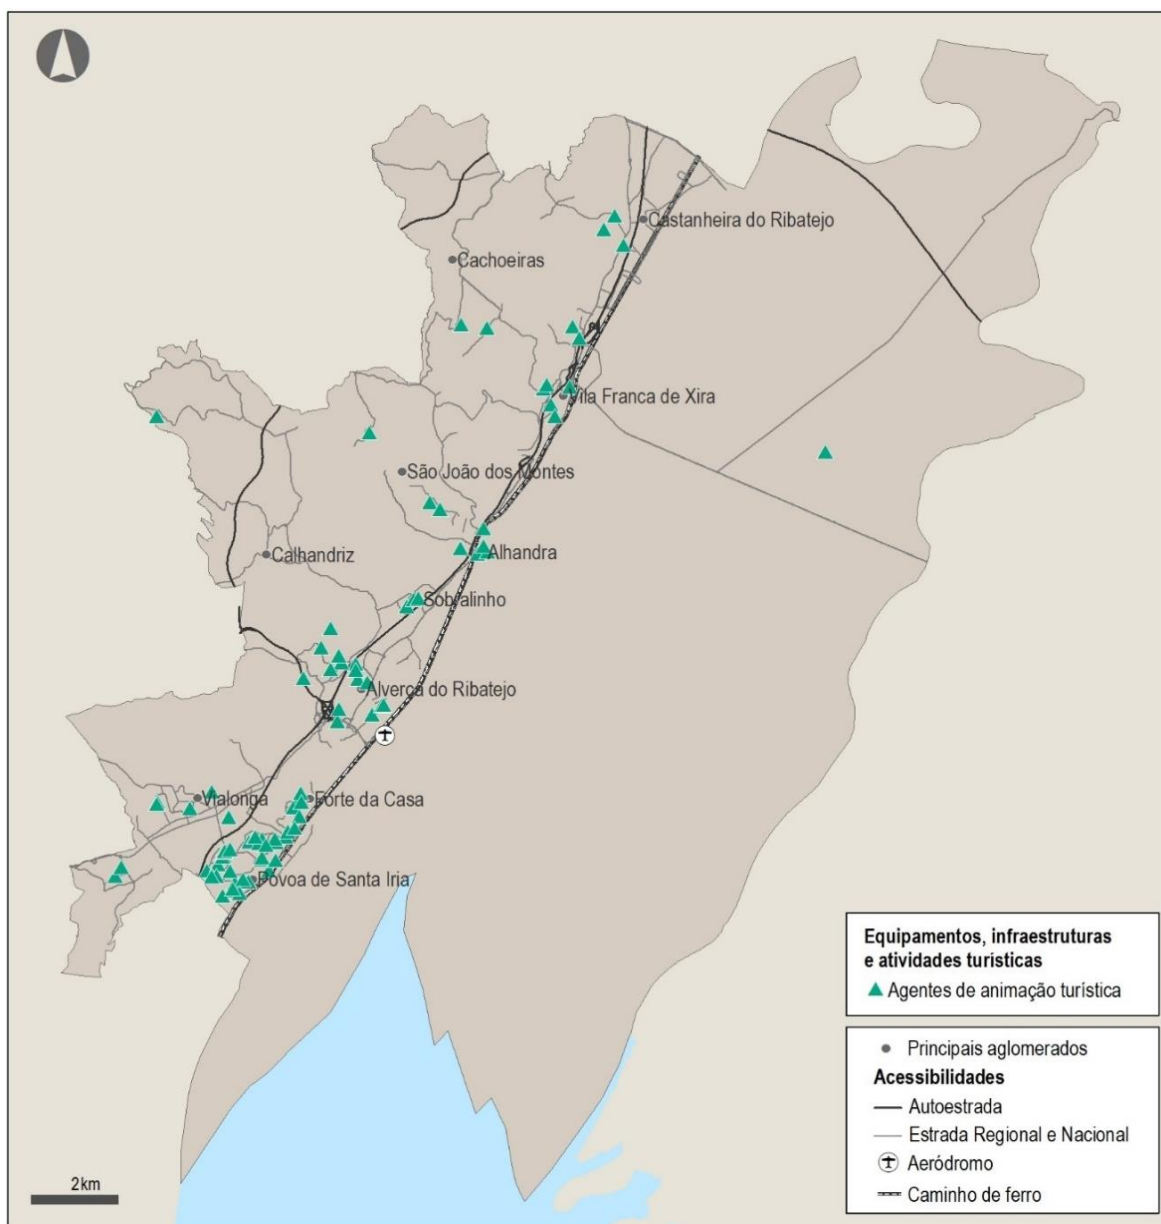 Castanheira do Ribatejo
Cachoeiras
Vila Franca de Xira
São João dos Montes
Calhandriz
Alhandra
Sobralinho
Alverca do Ribatejo
Vialonga
Forte da Casa
Póvoa de Santa Iria
Equipamentos, infraestruturas
e atividades turísticas
Agentes de animação turística
Principais aglomerados
Acessibilidades
Autoestrada
Estrada Regional e Nacional
Aeródromo
Caminho de ferro
2km